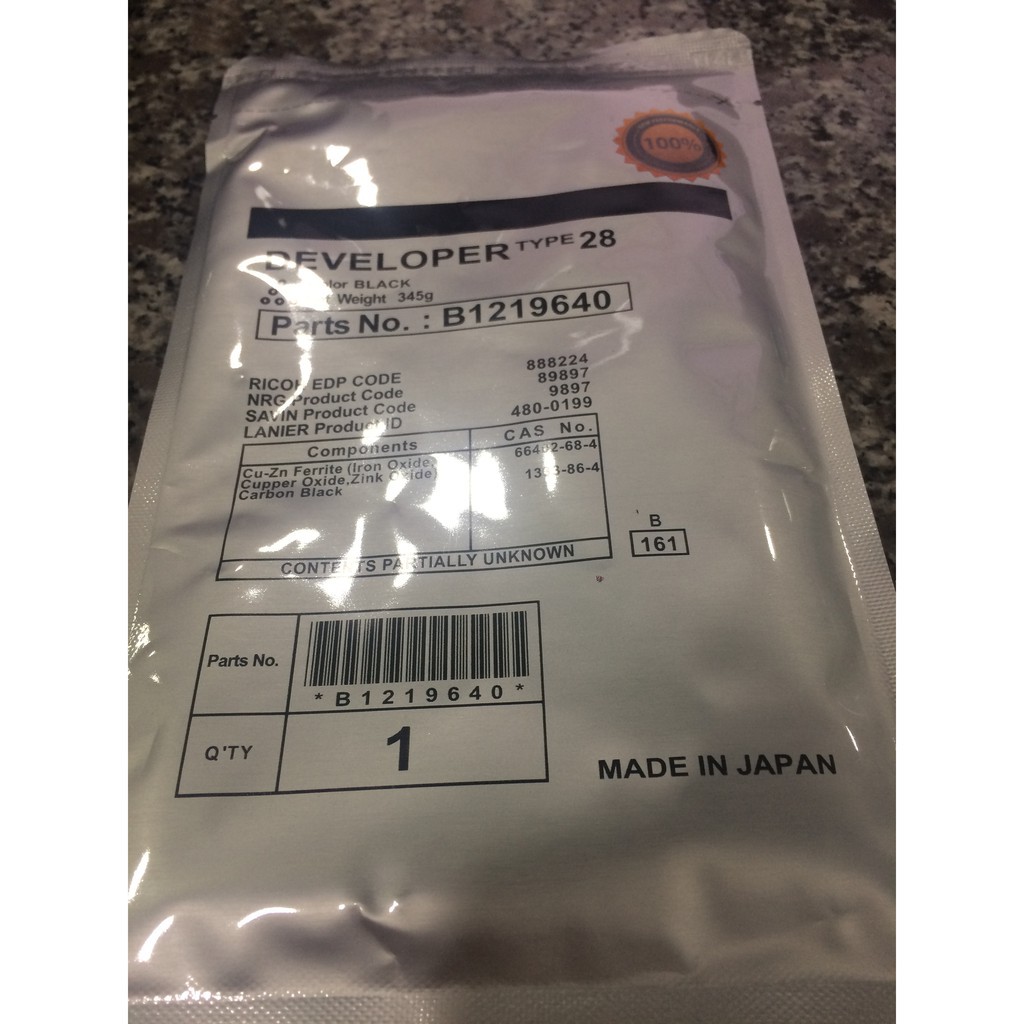 100%
DEVELOPER TYPE 28
Color BLACK
Weight 345g
Parts No. : B1219640
RICOH EDP CODE 888224
NRG Product Code 89897
SAVIN Product Code 9897
LANIER Product ID 480-0199
Components CAS No.
Cu-Zn Ferrite (Iron Oxide, 66402-68-4
Cupper Oxide,Zink Oxide)
Carbon Black 1333-86-4
CONTENTS PARTIALLY UNKNOWN
B
161
Parts No.
*B1219640*
Q'TY 1
MADE IN JAPAN